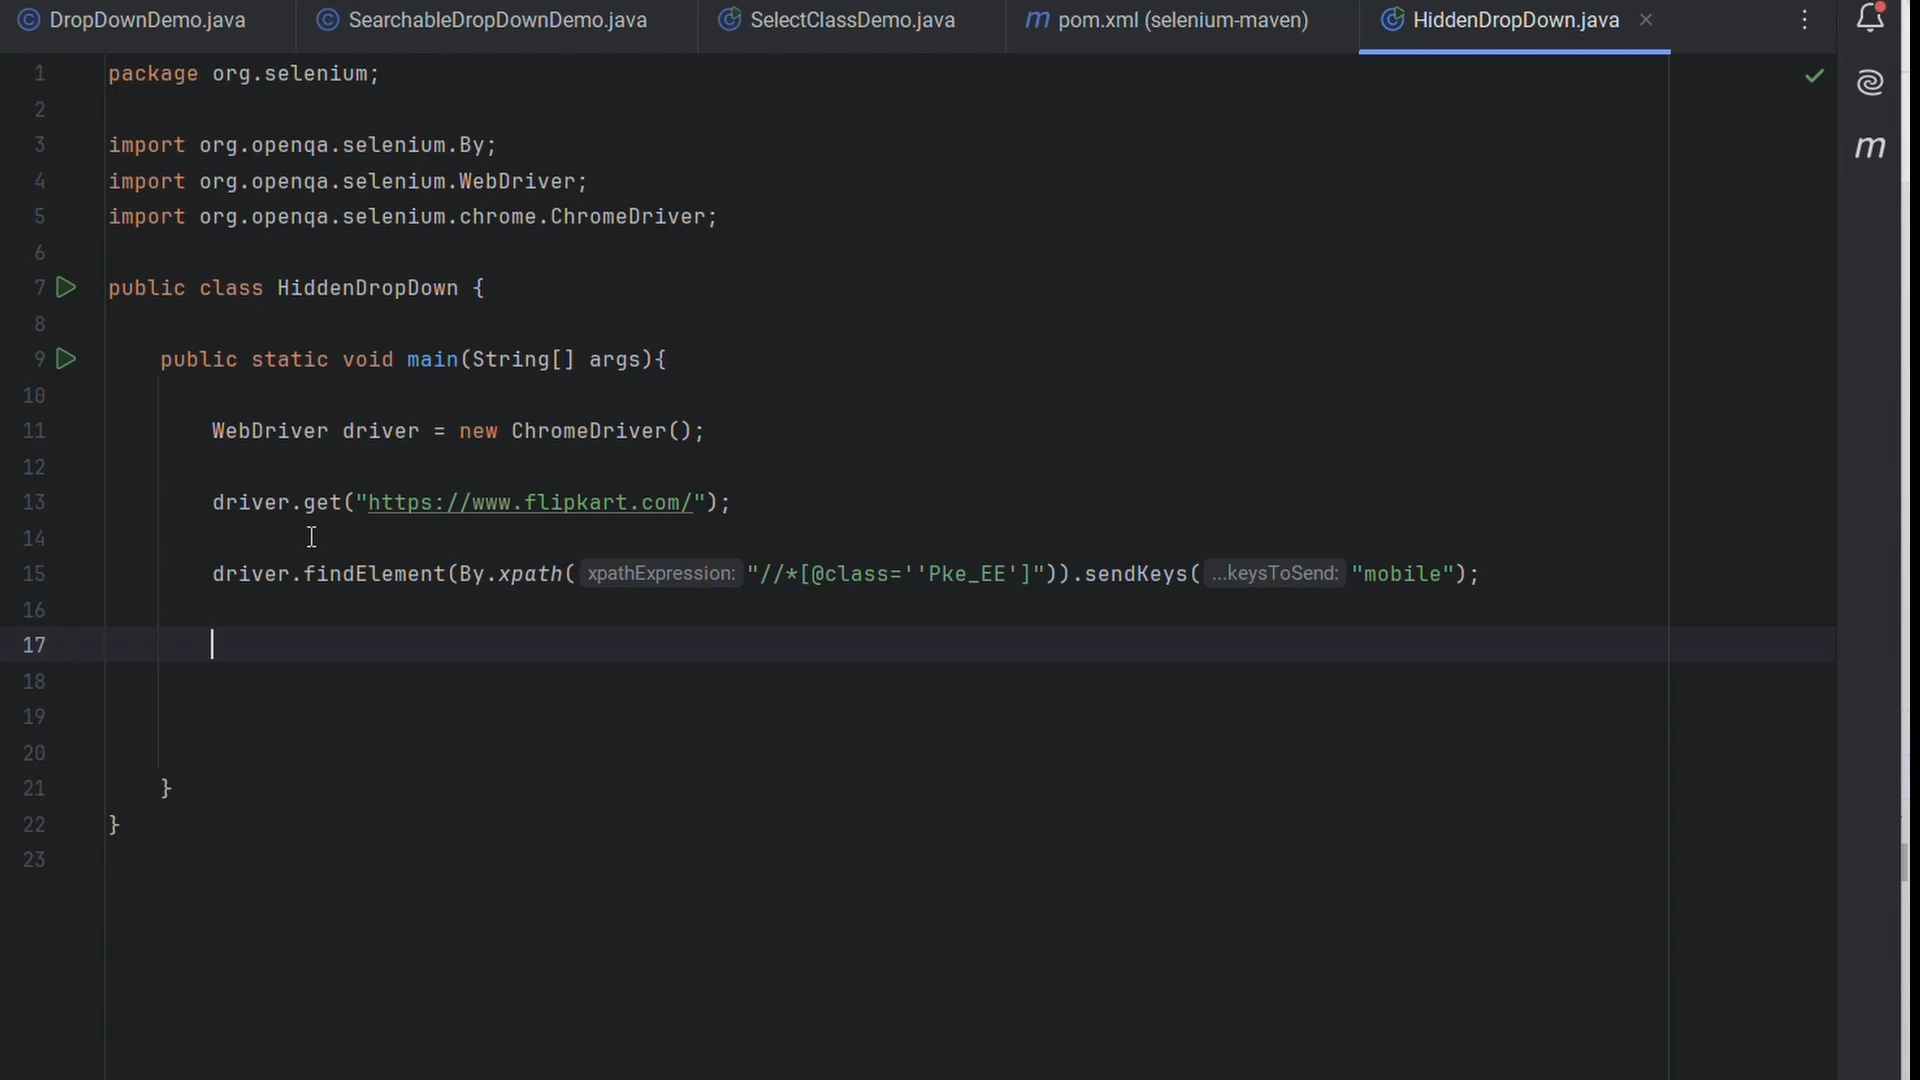 DropDownDemo.java SearchableDropDownDemo.java SelectClassDemo.java m pom.xml (selenium-maven) HiddenDropDown.java
1 package org.selenium;
2
3 import org.openqa.selenium.By;
4 import org.openqa.selenium.WebDriver;
5 import org.openqa.selenium.chrome.ChromeDriver;
6
7 public class HiddenDropDown {
8
9 public static void main(String[] args){
10
11 WebDriver driver = new ChromeDriver();
12
13 driver.get("https://www.flipkart.com/");
14
15 driver.findElement(By.xpath( xpathExpression: "//*[@class=''Pke_EE']")).sendKeys( ...keysToSend: "mobile");
16
17
18
19
20
21 }
22 }
23
m